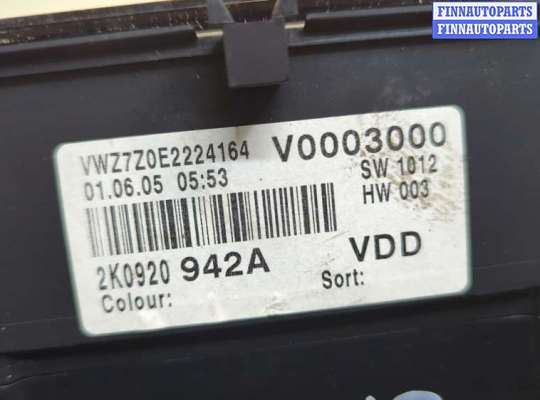 FINNAUTOPARTS
FINNAUTOPARTS
VWZ7Z0E2224164 V0003000
01.06.05 05:53 SW 1012
HW 003
2K0920 942A VDD
Colour: Sort: